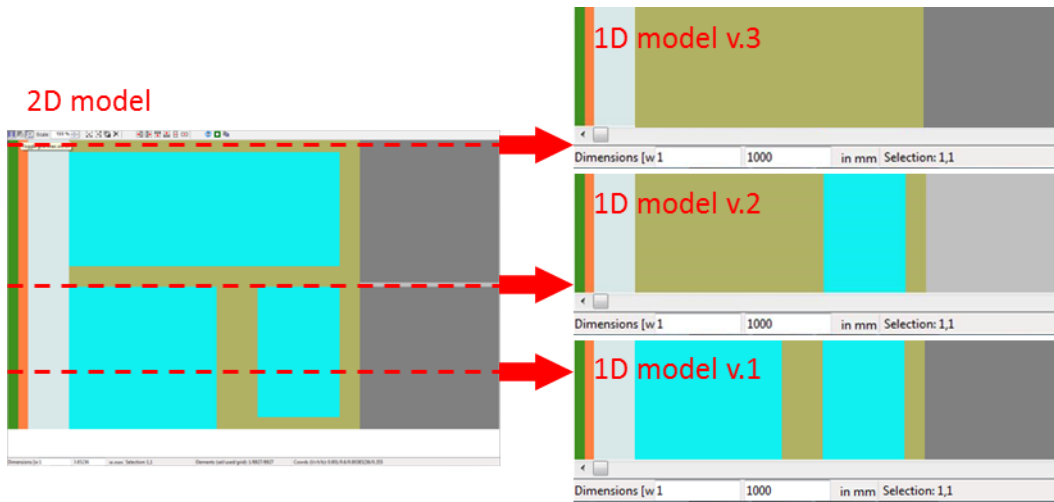 1D model v.3
2D model
Dimensions [w 1 1000 in mm Selection: 1,1
1D model v.2
Dimensions [w 1 1000 in mm Selection: 1,1
1D model v.1
Dimensions [w 1 1000 in mm Selection: 1,1